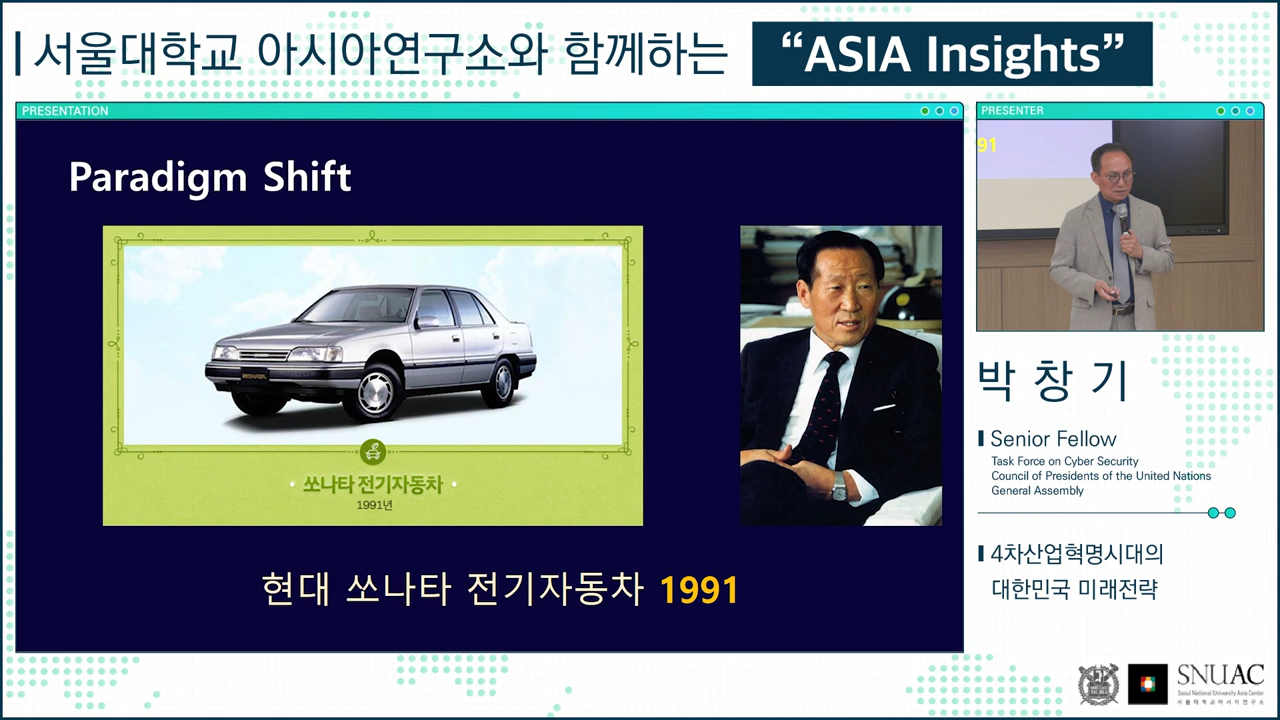 서울대학교 아시아연구소와 함께하는 “ASIA Insights”
PRESENTATION
Paradigm Shift
쏘나타 전기자동차
1991년
현대 쏘나타 전기자동차 1991
PRESENTER
91
박 창 기
Senior Fellow
Task Force on Cyber Security
Council of Presidents of the United Nations
General Assembly
4차산업혁명시대의
대한민국 미래전략
SNUAC
Seoul National University Asia Center
서울대학교아시아연구소